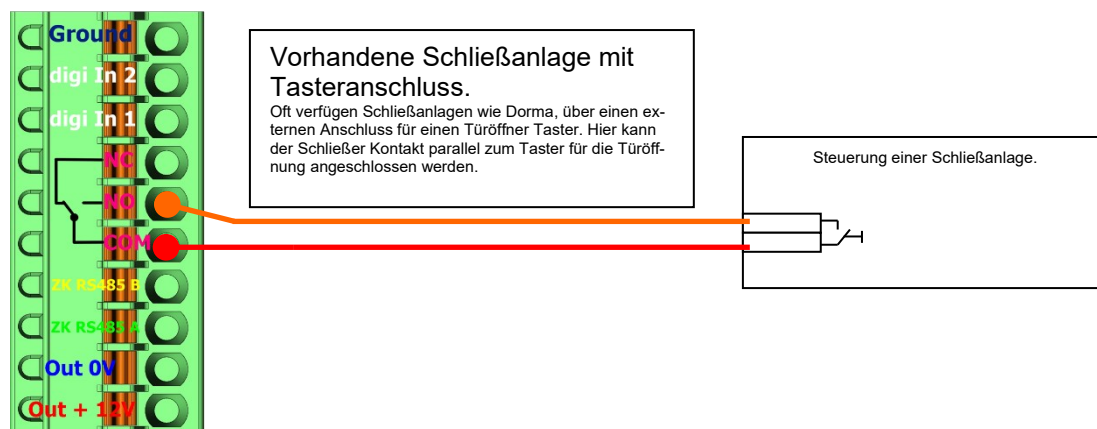 Ground
digi In 2
digi In 1
NC
NO
COM
ZK RS485 B
ZK RS485 A
Out 0V
Out + 12V
Vorhandene Schließanlage mit
Tasteranschluss.
Oft verfügen Schließanlagen wie Dorma, über einen ex-
ternen Anschluss für einen Türöffner Taster. Hier kann
der Schließer Kontakt parallel zum Taster für die Türöff-
nung angeschlossen werden.
Steuerung einer Schließanlage.